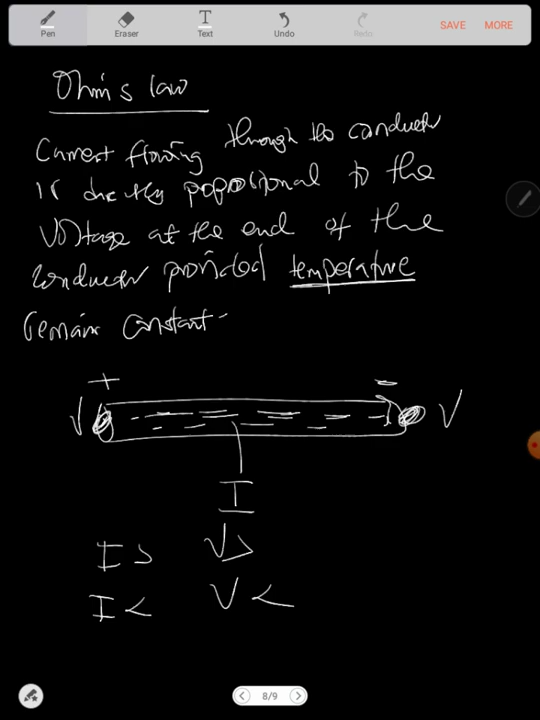 Pen Eraser Text Undo Redo SAVE MORE
Ohm's law
Current flowing through the conductor
is directly proportional to the
Voltage at the end of the
conductor provided temperature
remain constant.
+ -
V V
I
I > V >
I < V <
8/9